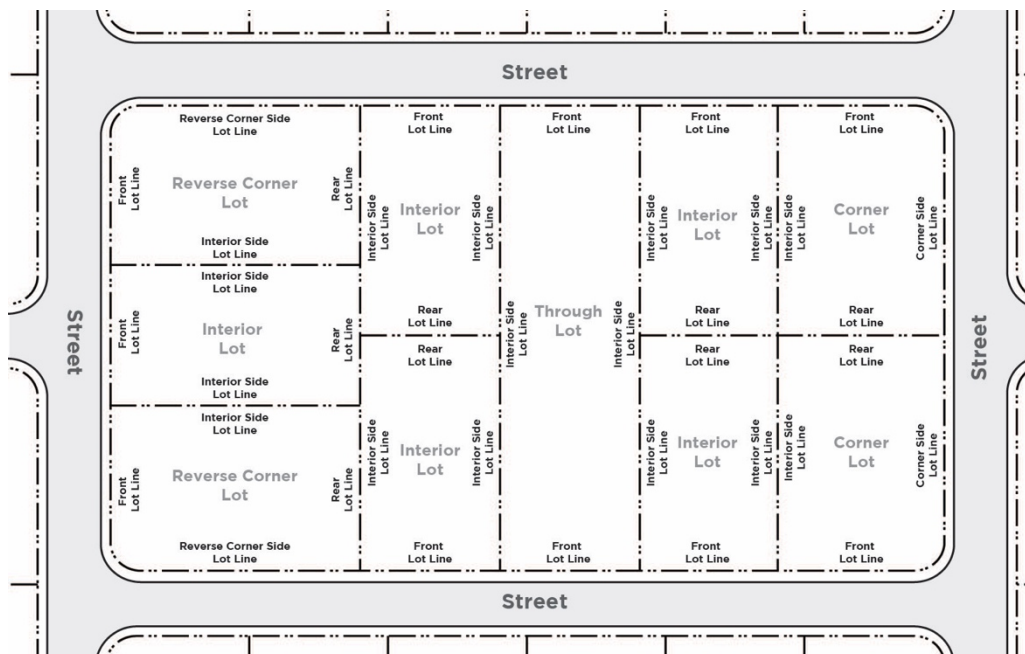 Street
Reverse Corner Side
Lot Line
Front
Lot Line
Front
Lot Line
Front
Lot Line
Front
Lot Line
Front
Lot Line
Reverse Corner
Lot
Rear
Lot Line
Interior Side
Lot Line
Interior Side
Lot Line
Interior
Lot
Interior Side
Lot Line
Interior Side
Lot Line
Interior
Lot
Interior Side
Lot Line
Interior Side
Lot Line
Corner
Lot
Corner Side
Lot Line
Interior Side
Lot Line
Street
Front
Lot Line
Interior
Lot
Rear
Lot Line
Interior Side
Lot Line
Rear
Lot Line
Rear
Lot Line
Interior Side
Lot Line
Through
Lot
Interior Side
Lot Line
Rear
Lot Line
Rear
Lot Line
Rear
Lot Line
Rear
Lot Line
Street
Interior Side
Lot Line
Front
Lot Line
Reverse Corner
Lot
Rear
Lot Line
Interior Side
Lot Line
Interior
Lot
Interior Side
Lot Line
Interior Side
Lot Line
Interior
Lot
Interior Side
Lot Line
Interior Side
Lot Line
Corner
Lot
Corner Side
Lot Line
Reverse Corner Side
Lot Line
Front
Lot Line
Front
Lot Line
Front
Lot Line
Front
Lot Line
Street